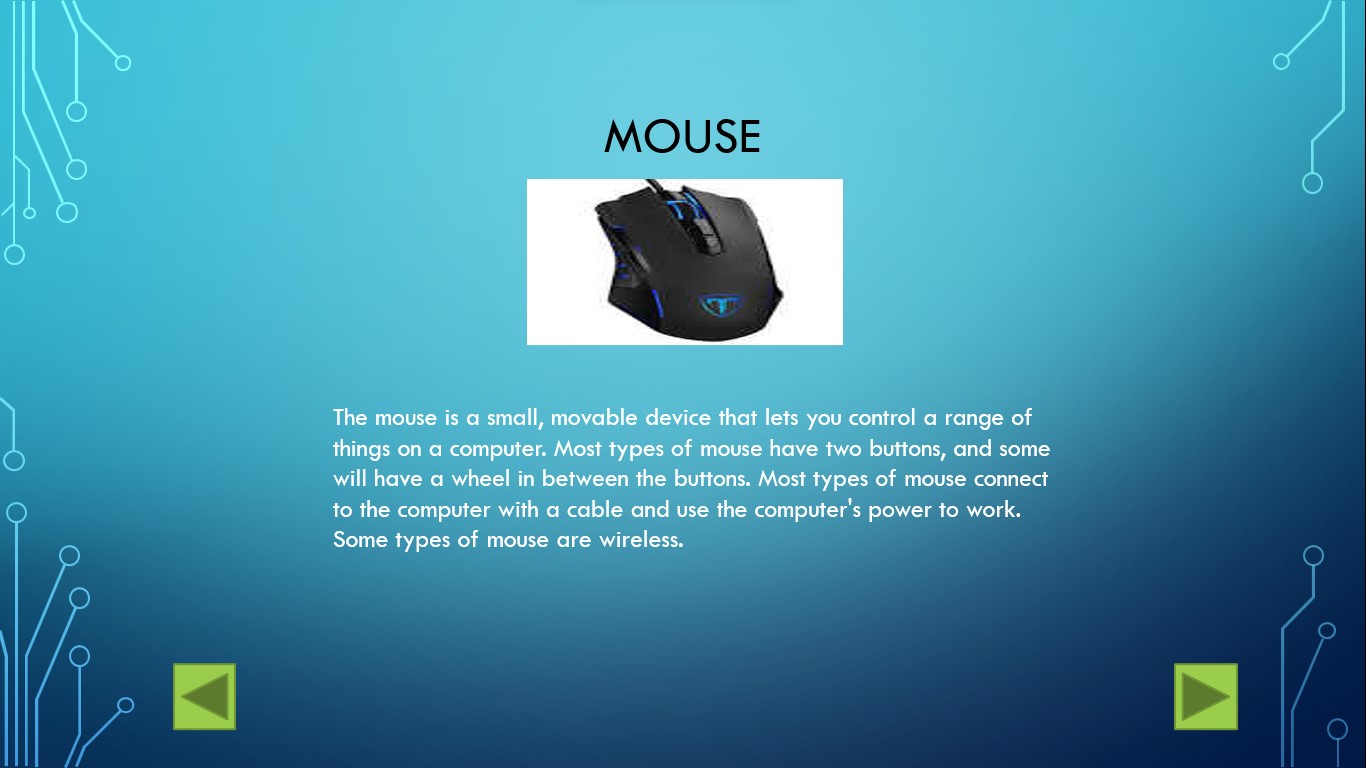 MOUSE
The mouse is a small, movable device that lets you control a range of
things on a computer. Most types of mouse have two buttons, and some
will have a wheel in between the buttons. Most types of mouse connect
to the computer with a cable and use the computer's power to work.
Some types of mouse are wireless.